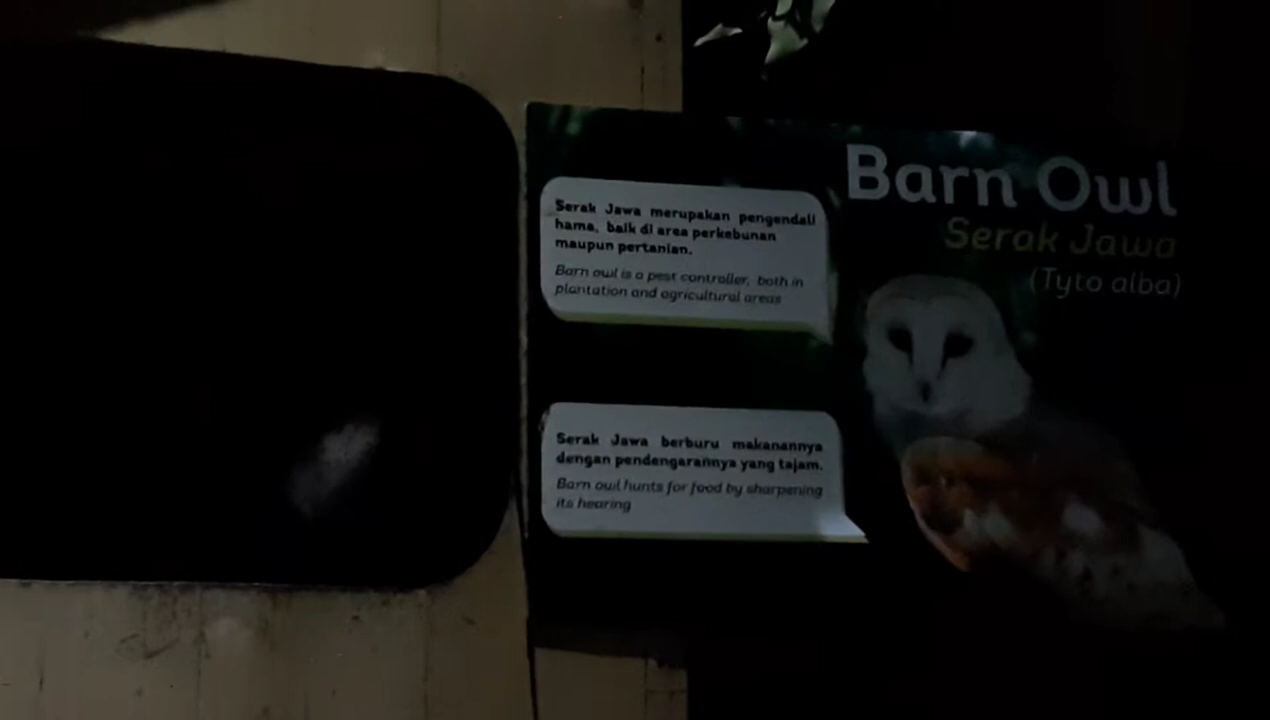 Barn Owl
Serak Jawa
(Tyto alba)
Serak Jawa merupakan pengendali
hama, baik di area perkebunan
maupun pertanian.
Barn owl is a pest controller, both in
plantation and agricultural areas
Serak Jawa berburu makanannya
dengan pendengarannya yang tajam.
Barn owl hunts for food by sharpening
its hearing